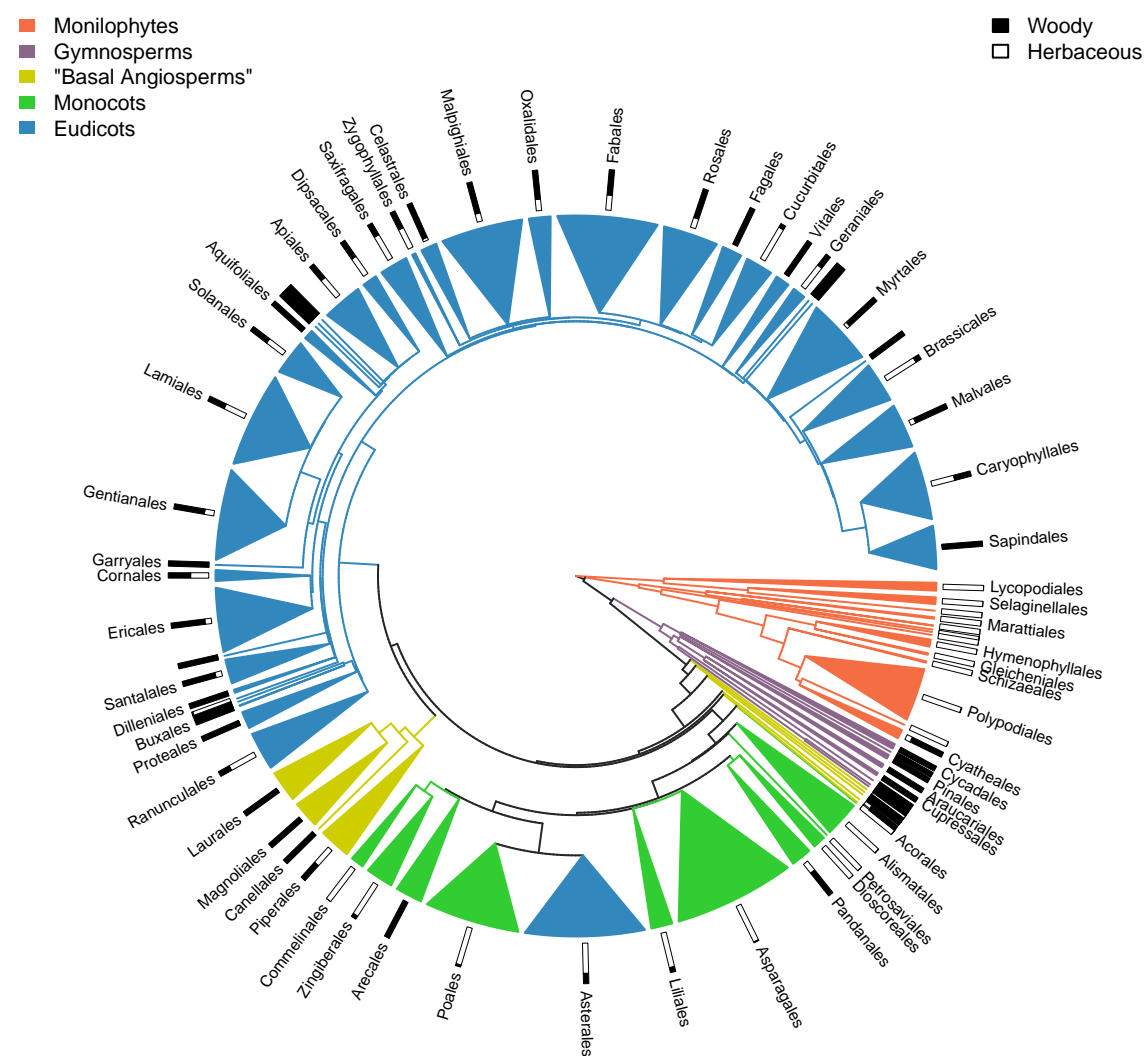 Monilophytes
Gymnosperms
"Basal Angiosperms"
Monocots
Eudicots
Woody
Herbaceous
Malpighiales
Oxalidales
Fabales
Rosales
Fagales
Cucurbitales
Vitales
Geraniales
Myrtales
Brassicales
Malvales
Caryophyllales
Sapindales
Lycopodiales
Selaginellales
Marattiales
Hymenophyllales
Gleicheniales
Schizaeales
Polypodiales
Cyatheales
Cycadales
Pinales
Araucariales
Cupressales
Acorales
Alismatales
Petrosaviales
Dioscoreales
Pandanales
Asparagales
Liliales
Asterales
Poales
Arecales
Zingiberales
Commelinales
Piperales
Canellales
Magnoliales
Laurales
Ranunculales
Proteales
Buxales
Dilleniales
Santalales
Ericales
Cornales
Garryales
Gentianales
Lamiales
Solanales
Aquifoliales
Apiales
Dipsacales
Saxifragales
Zygophyllales
Celastrales